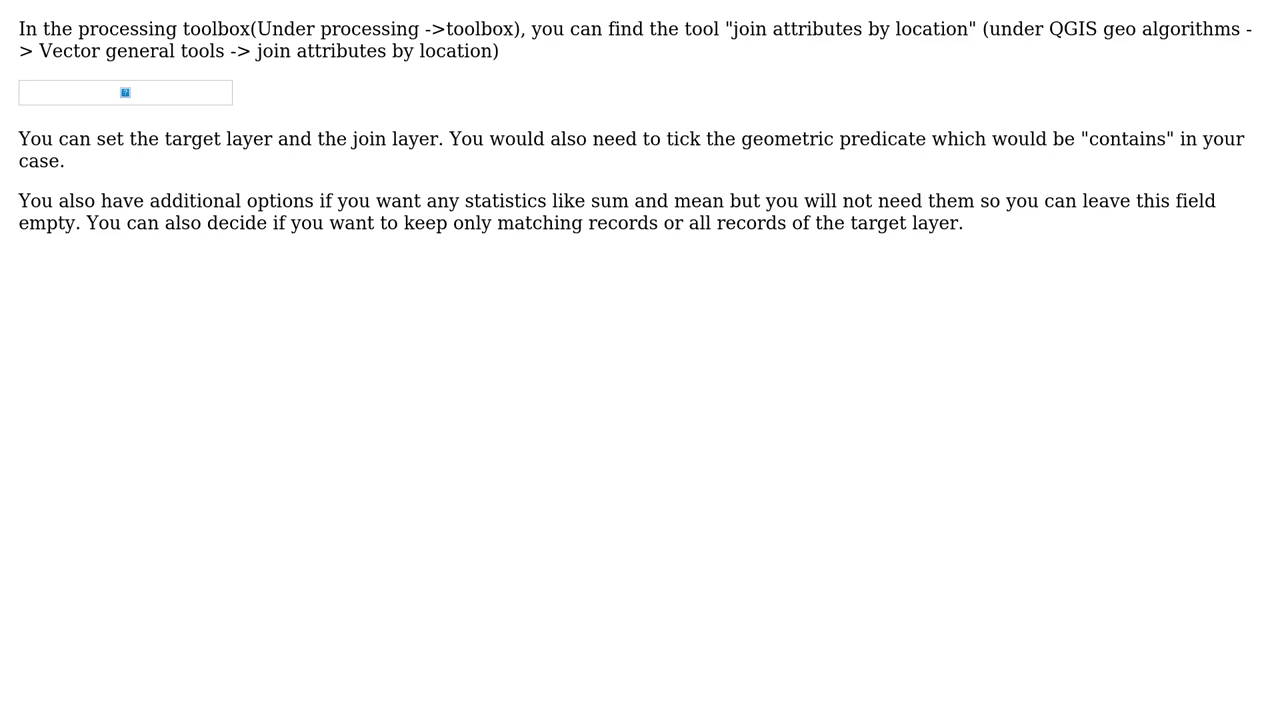 In the processing toolbox(Under processing ->toolbox), you can find the tool "join attributes by location" (under QGIS geo algorithms -
> Vector general tools -> join attributes by location)
You can set the target layer and the join layer. You would also need to tick the geometric predicate which would be "contains" in your
case.
You also have additional options if you want any statistics like sum and mean but you will not need them so you can leave this field
empty. You can also decide if you want to keep only matching records or all records of the target layer.